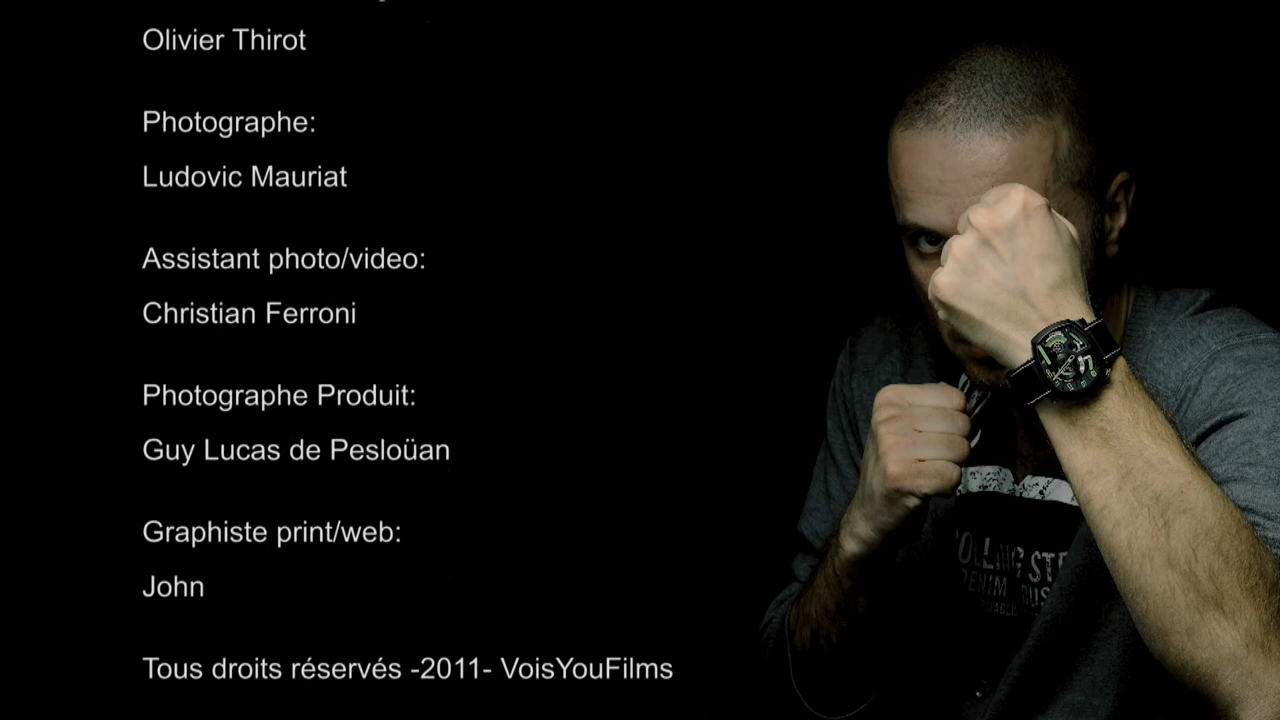 Olivier Thirot
Photographe:
Ludovic Mauriat
Assistant photo/video:
Christian Ferroni
Photographe Produit:
Guy Lucas de Pesloüan
Graphiste print/web:
John
Tous droits réservés -2011- VoisYouFilms
DENIM